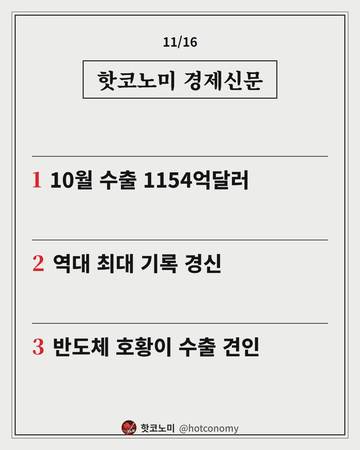 11/16
핫코노미 경제신문
1 10월 수출 1154억달러
2 역대 최대 기록 경신
3 반도체 호황이 수출 견인
핫코노미 @hotconomy